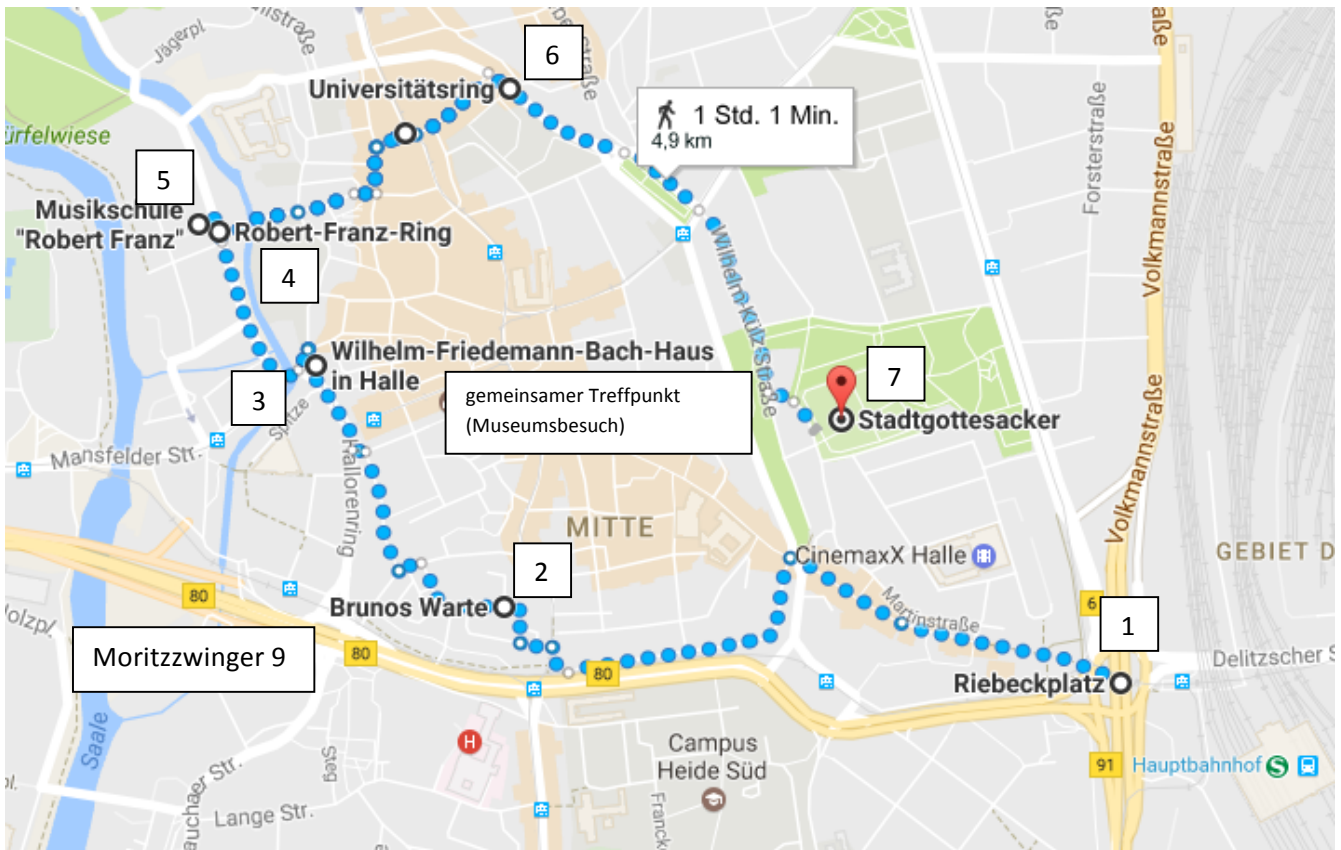 Jägerpl
6
Universitätsring
1 Std. 1 Min.
4,9 km
Forsterstraße
Volkmannstraße
5
Musikschule
"Robert Franz"
Robert-Franz-Ring
4
Wilhelm-Külz-Straße
Volkmannstraße
Wilhelm-Friedemann-Bach-Haus
in Halle
3
Spitze
gemeinsamer Treffpunkt
(Museumsbesuch)
7
Stadtgottesacker
Mansfelder Str.
Hallorenring
MITTE
CinemaxX Halle
GEBIET D
2
Brunos Warte
80
Martinstraße
6
1
Moritzzwinger 9
80
80
Riebeckplatz
Delitzscher S
Saale
H
Campus
Heide Süd
91
Hauptbahnhof S
Steg
Lange Str.